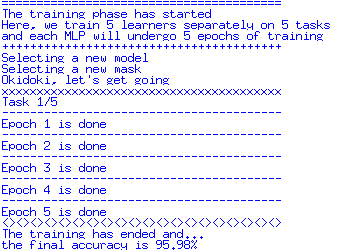 ========================================
The training phase has started
Here, we train 5 learners separately on 5 tasks
and each MLP will undergo 5 epochs of training
++++++++++++++++++++++++++++++++++++++++
Selecting a new model
Selecting a new mask
Okidoki, let's get going
xxxxxxxxxxxxxxxxxxxxxxxxxxxxxxxxxxxxxxxx
Task 1/5
----------------------------------------
Epoch 1 is done
----------------------------------------
Epoch 2 is done
----------------------------------------
Epoch 3 is done
----------------------------------------
Epoch 4 is done
----------------------------------------
Epoch 5 is done
<><><><><><><><><><><><><><><><><><><><>
The training has ended and...
the final accuracy is 95.98%